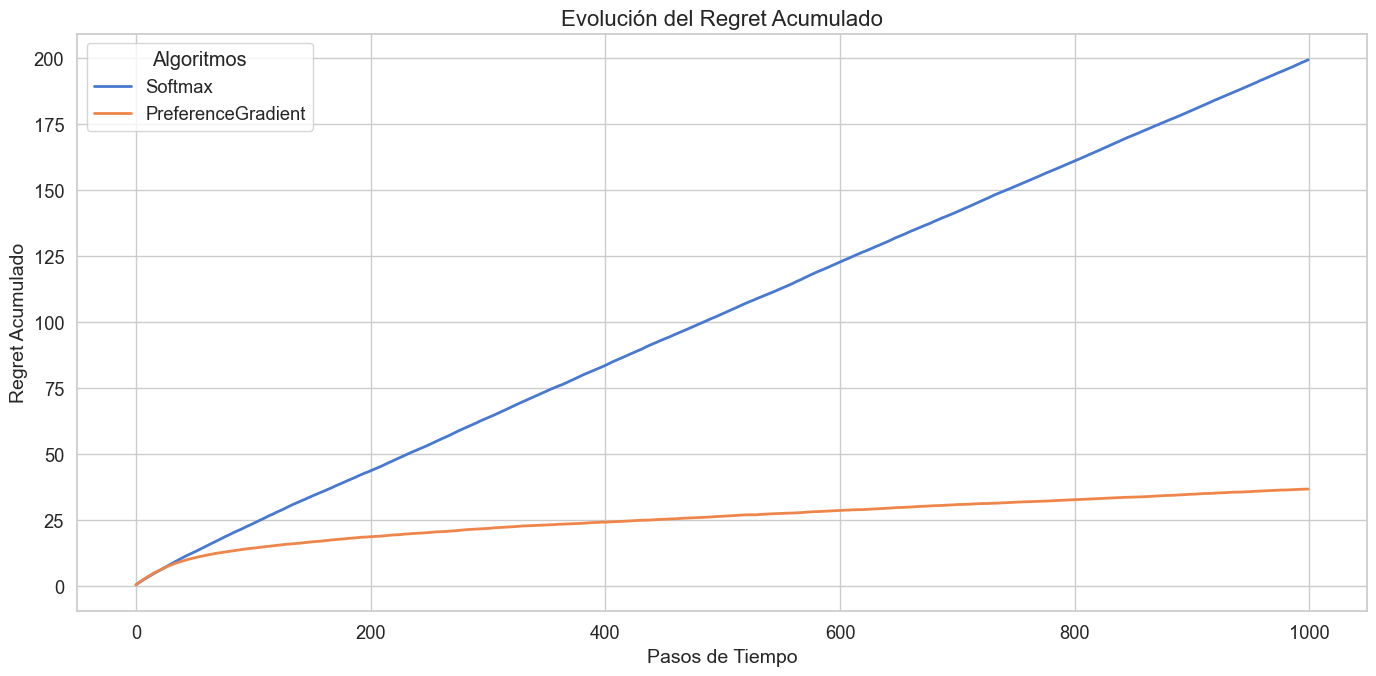 Evolución del Regret Acumulado
Algoritmos
Softmax
PreferenceGradient
Regret Acumulado
200
175
150
125
100
75
50
25
0
0 200 400 600 800 1000
Pasos de Tiempo